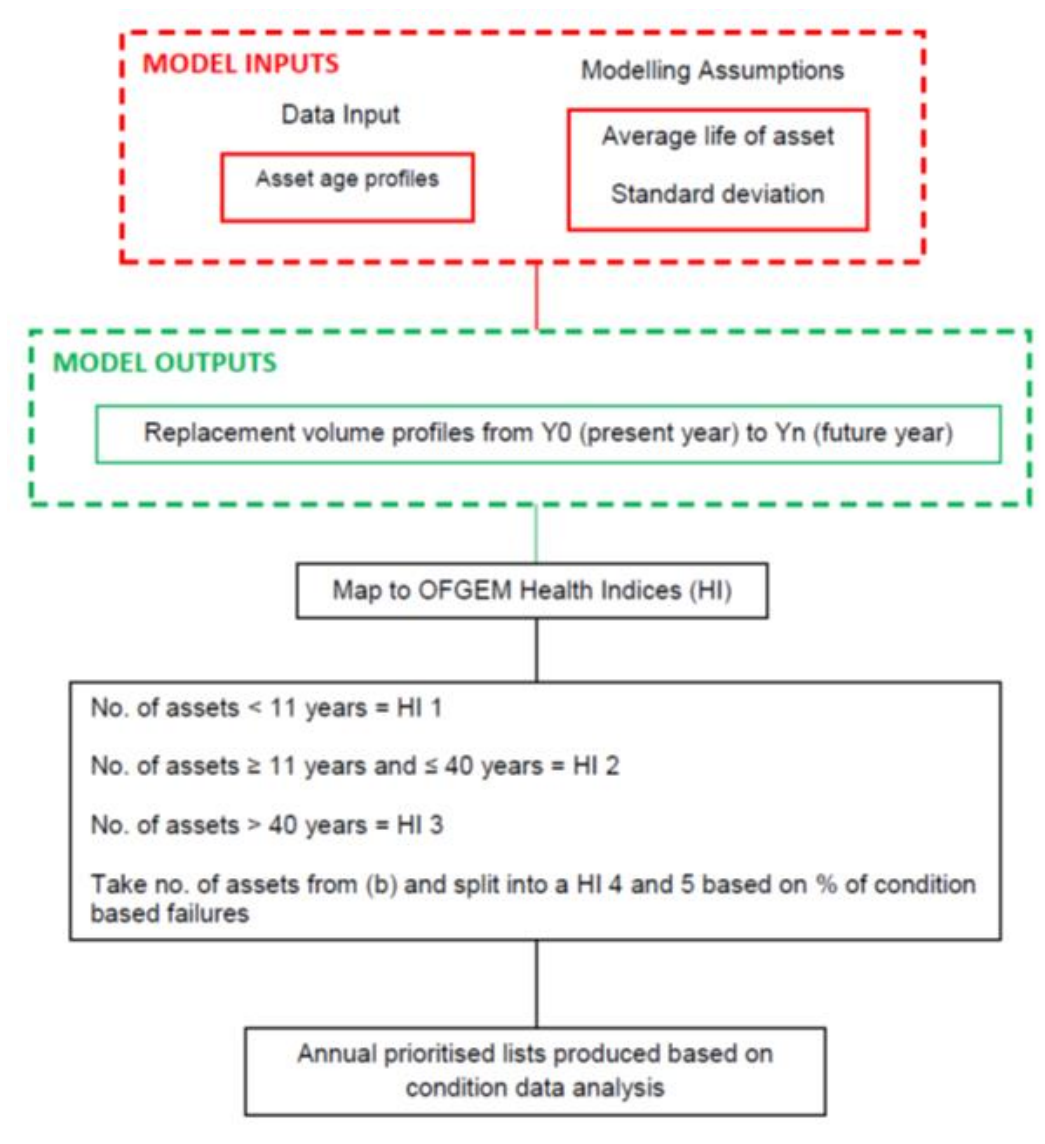 MODEL INPUTS
Data Input
Asset age profiles
Modelling Assumptions
Average life of asset
Standard deviation
MODEL OUTPUTS
Replacement volume profiles from Y0 (present year) to Yn (future year)
Map to OFGEM Health Indices (HI)
No. of assets < 11 years = HI 1
No. of assets ≥ 11 years and ≤ 40 years = HI 2
No. of assets > 40 years = HI 3
Take no. of assets from (b) and split into a HI 4 and 5 based on % of condition
based failures
Annual prioritised lists produced based on
condition data analysis